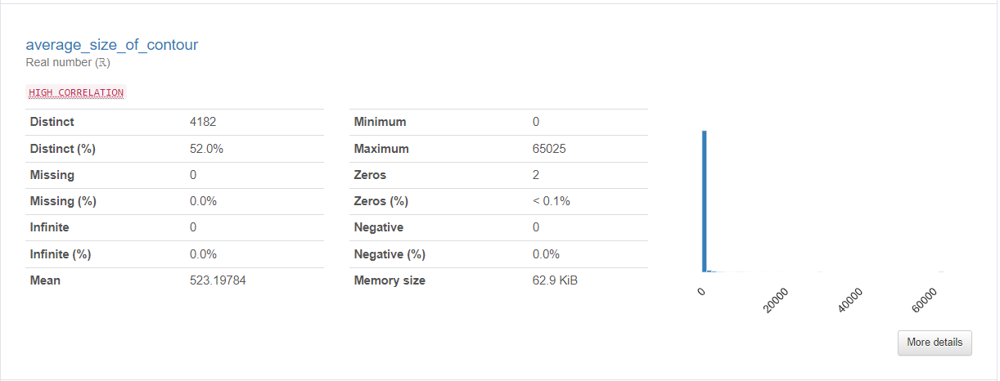 average_size_of_contour
Real number (ℝ)
HIGH CORRELATION
Distinct 4182
Distinct (%) 52.0%
Missing 0
Missing (%) 0.0%
Infinite 0
Infinite (%) 0.0%
Mean 523.19784
Minimum 0
Maximum 65025
Zeros 2
Zeros (%) < 0.1%
Negative 0
Negative (%) 0.0%
Memory size 62.9 KiB
0
20000
40000
60000
More details